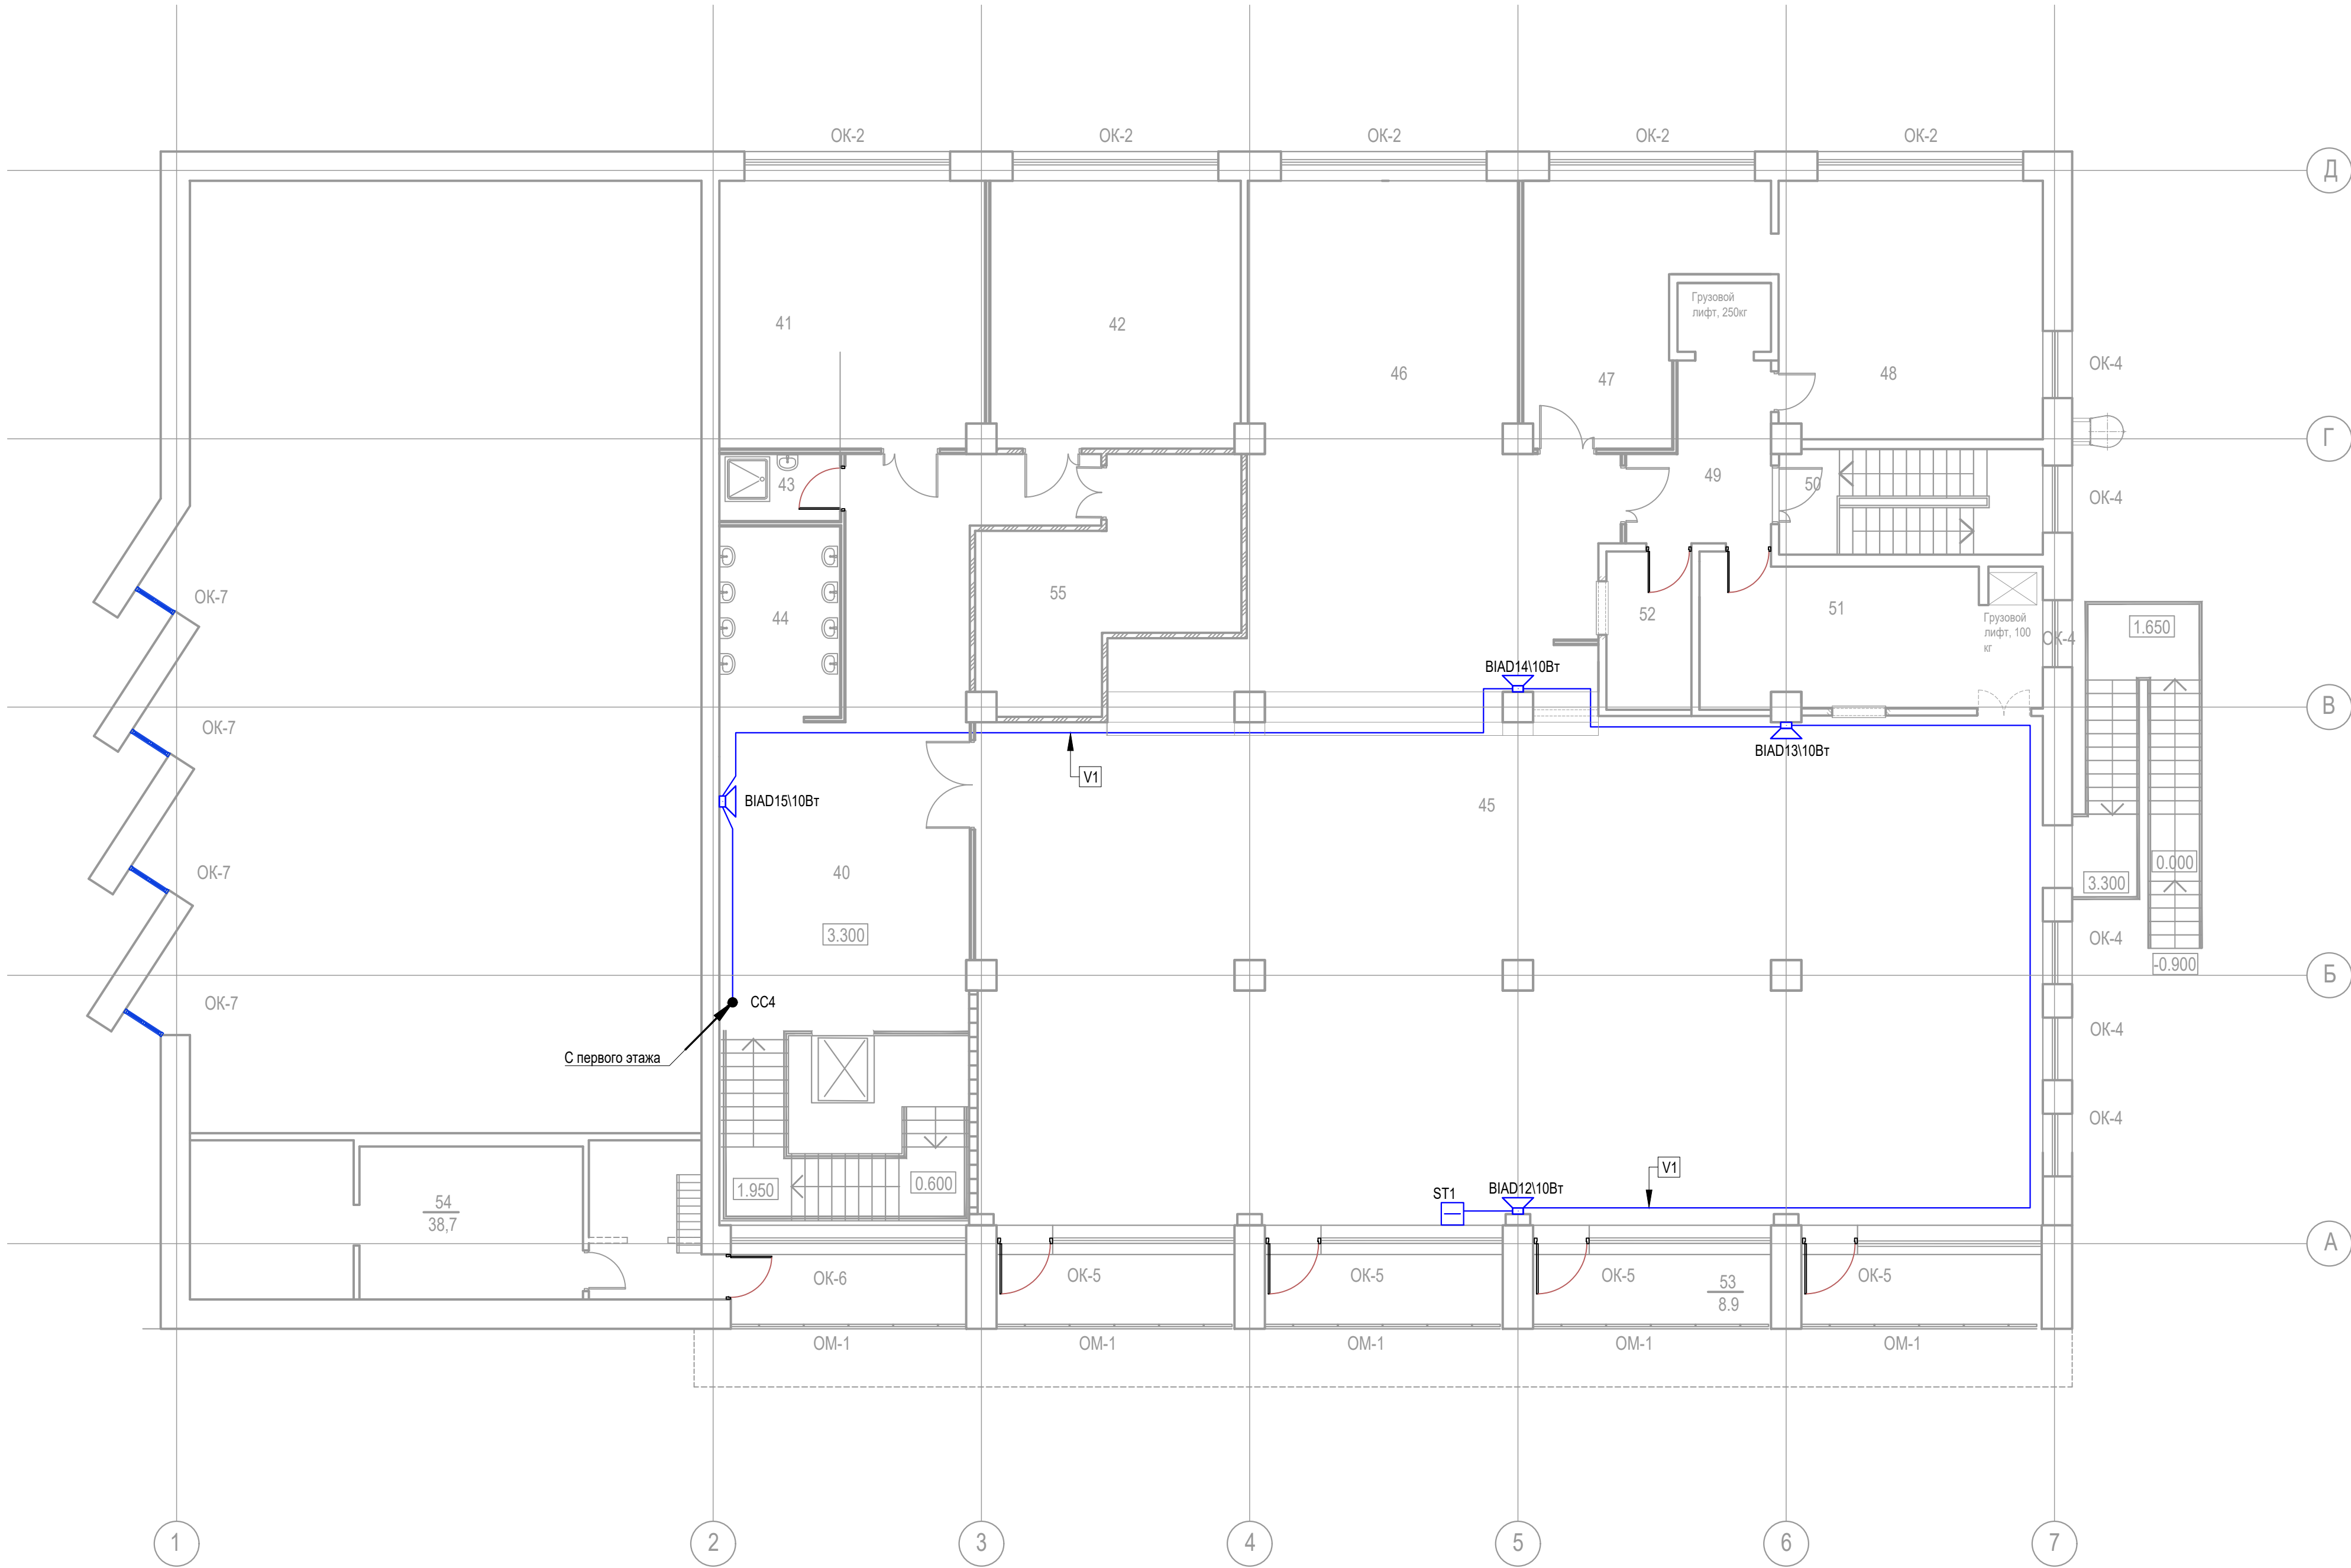 ОК-2
ОК-2
ОК-2
ОК-2
ОК-2
Д
Грузовой
лифт, 250кг
41
42
46
47
48
ОК-4
Г
43
49
50
ОК-4
ОК-7
44
55
52
51
Грузовой
лифт, 100
кг
ОК-4
1.650
BIAD14\10Вт
ОК-7
В
BIAD13\10Вт
V1
BIAD15\10Вт
45
ОК-7
40
0.000
3.300
3.300
ОК-4
-0.900
Б
ОК-7
СС4
ОК-4
С первого этажа
ОК-4
V1
1.950
0.600
ST1
BIAD12\10Вт
54
38,7
А
ОК-6
ОК-5
ОК-5
ОК-5
53
8.9
ОК-5
ОМ-1
ОМ-1
ОМ-1
ОМ-1
ОМ-1
1
2
3
4
5
6
7